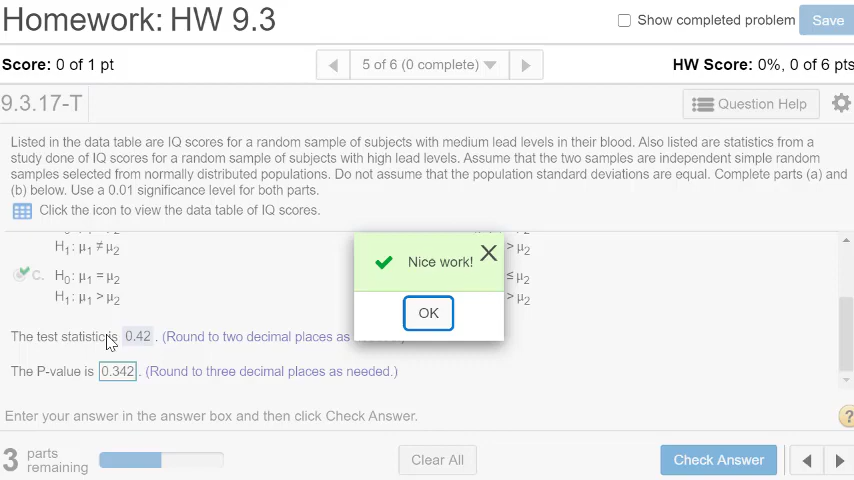 Homework: HW 9.3
Show completed problem
Save
Score: 0 of 1 pt
5 of 6 (0 complete)
HW Score: 0%, 0 of 6 pts
9.3.17-T
Question Help
Listed in the data table are IQ scores for a random sample of subjects with medium lead levels in their blood. Also listed are statistics from a
study done of IQ scores for a random sample of subjects with high lead levels. Assume that the two samples are independent simple random
samples selected from normally distributed populations. Do not assume that the population standard deviations are equal. Complete parts (a) and
(b) below. Use a 0.01 significance level for both parts.
Click the icon to view the data table of IQ scores.
H1: μ1 ≠ μ2
> μ2
C. H0: μ1 = μ2
≤ μ2
H1: μ1 > μ2
> μ2
Nice work!
OK
The test statistic is 0.42 . (Round to two decimal places as
The P-value is 0.342 . (Round to three decimal places as needed.)
Enter your answer in the answer box and then click Check Answer.
3 parts remaining
Clear All
Check Answer